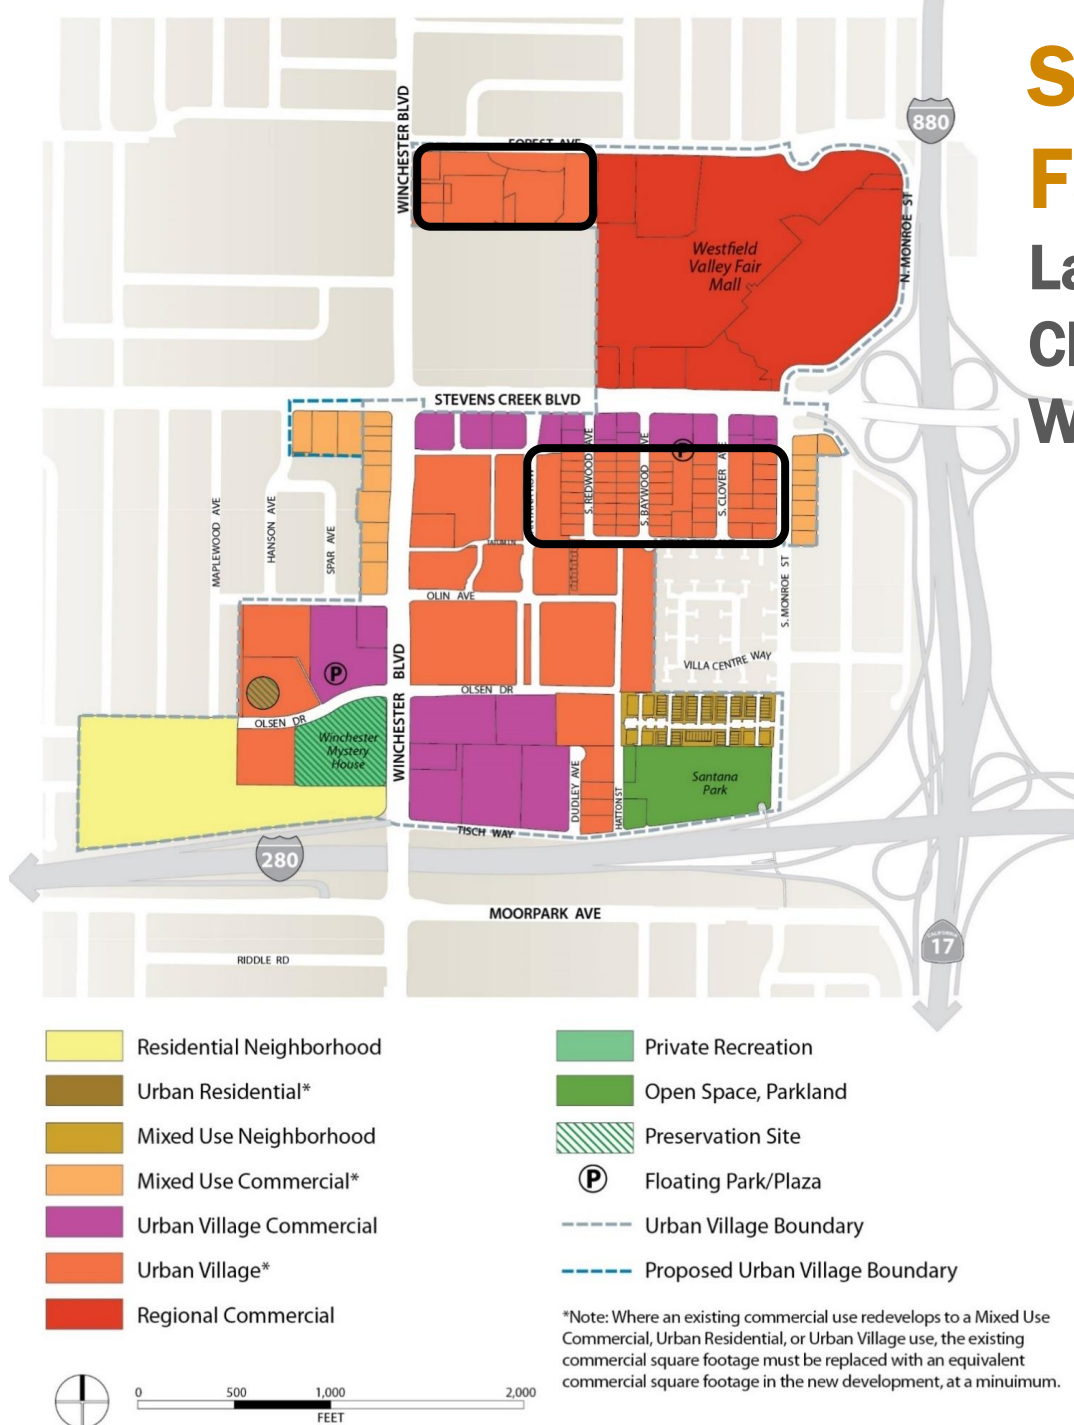 S
F
La
Cl
W
880
WINCHESTER BLVD
FOREST AVE
N. MONROE ST
Westfield
Valley Fair
Mall
STEVENS CREEK BLVD
MAPLEWOOD AVE
HANSON AVE
SPAR AVE
S. REDWOOD AVE
S. BAYWOOD AVE
P
S. CLOVER AVE
OLIN AVE
S. MONROE ST
P
WINCHESTER BLVD
VILLA CENTRE WAY
OLSEN DR
OLSEN DR
Winchester
Mystery
House
DUDLEY AVE
HATTON ST
Santana
Park
TISCH WAY
280
MOORPARK AVE
RIDDLE RD
CALIFORNIA
17
Residential Neighborhood
Urban Residential*
Mixed Use Neighborhood
Mixed Use Commercial*
Urban Village Commercial
Urban Village*
Regional Commercial
Private Recreation
Open Space, Parkland
Preservation Site
P Floating Park/Plaza
Urban Village Boundary
Proposed Urban Village Boundary
*Note: Where an existing commercial use redevelops to a Mixed Use
Commercial, Urban Residential, or Urban Village use, the existing
commercial square footage must be replaced with an equivalent
commercial square footage in the new development, at a minuimum.
0 500 1,000 2,000
FEET